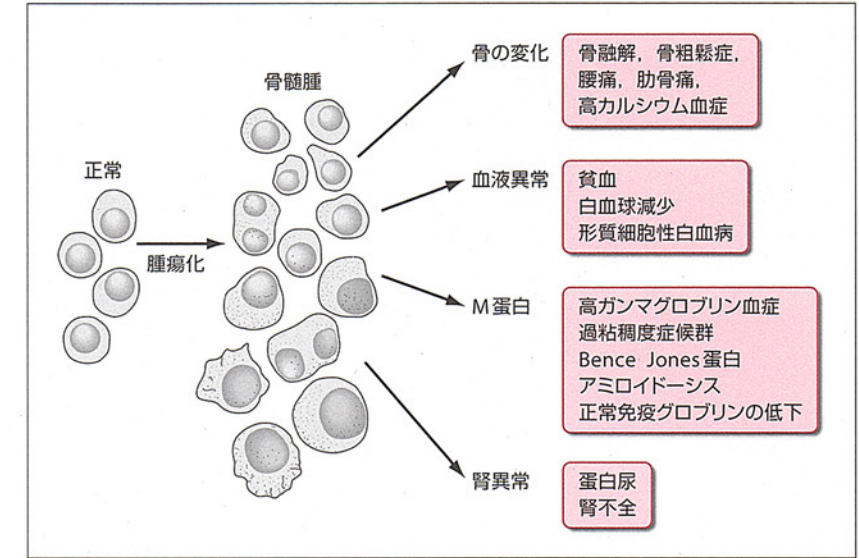 正常
腫瘍化
骨髄腫
骨の変化
骨融解，骨粗鬆症，
腰痛，肋骨痛，
高カルシウム血症
血液異常
貧血
白血球減少
形質細胞性白血病
M蛋白
高ガンマグロブリン血症
過粘稠度症候群
Bence Jones蛋白
アミロイドーシス
正常免疫グロブリンの低下
腎異常
蛋白尿
腎不全